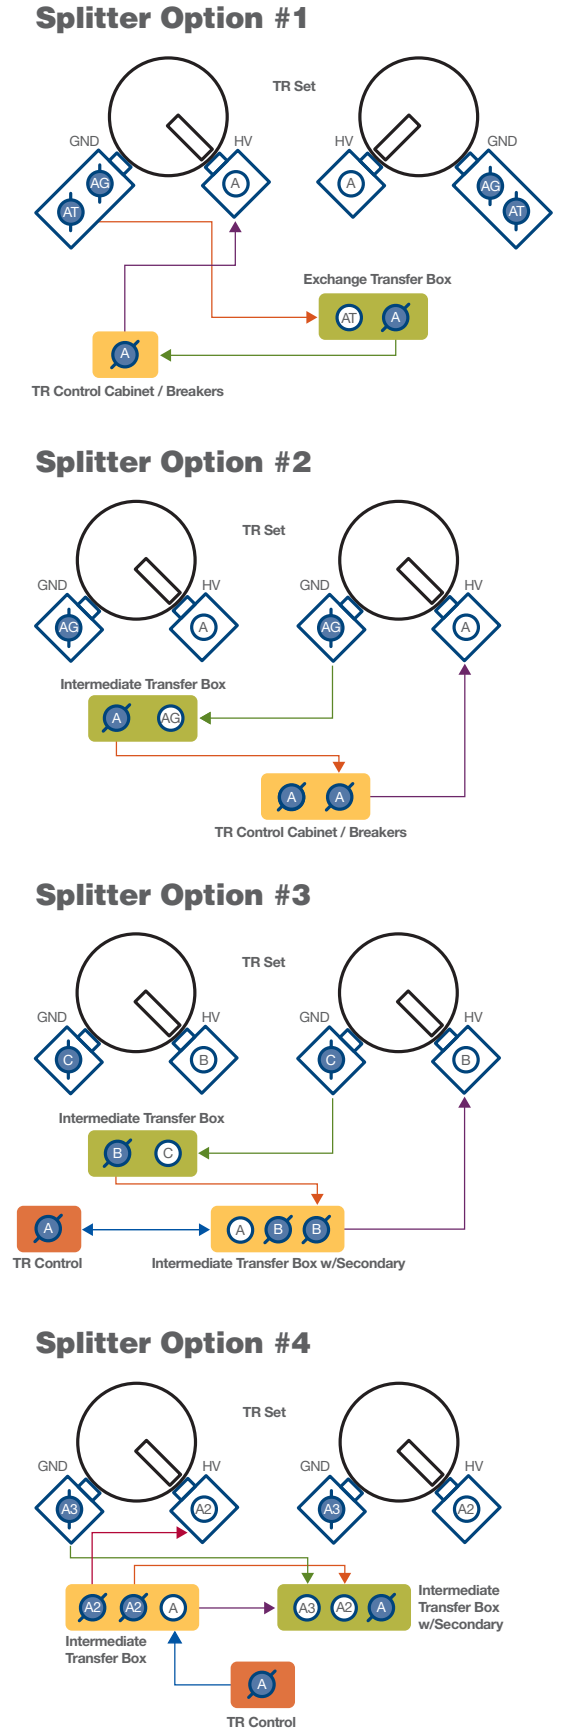 Splitter Option #1
TR Set
GND
HV
HV
GND
AG
A
A
AG
AT
AT
Exchange Transfer Box
AT
A
A
TR Control Cabinet / Breakers
Splitter Option #2
TR Set
GND
HV
GND
HV
AG
A
AG
A
Intermediate Transfer Box
A
AG
A
A
TR Control Cabinet / Breakers
Splitter Option #3
TR Set
GND
HV
GND
HV
C
B
C
B
Intermediate Transfer Box
B
C
A
A
B
B
TR Control
Intermediate Transfer Box w/Secondary
Splitter Option #4
TR Set
GND
HV
GND
HV
A3
A2
A3
A2
A2
A2
A
A3
A2
A
Intermediate
Transfer Box
w/Secondary
Intermediate
Transfer Box
A
TR Control